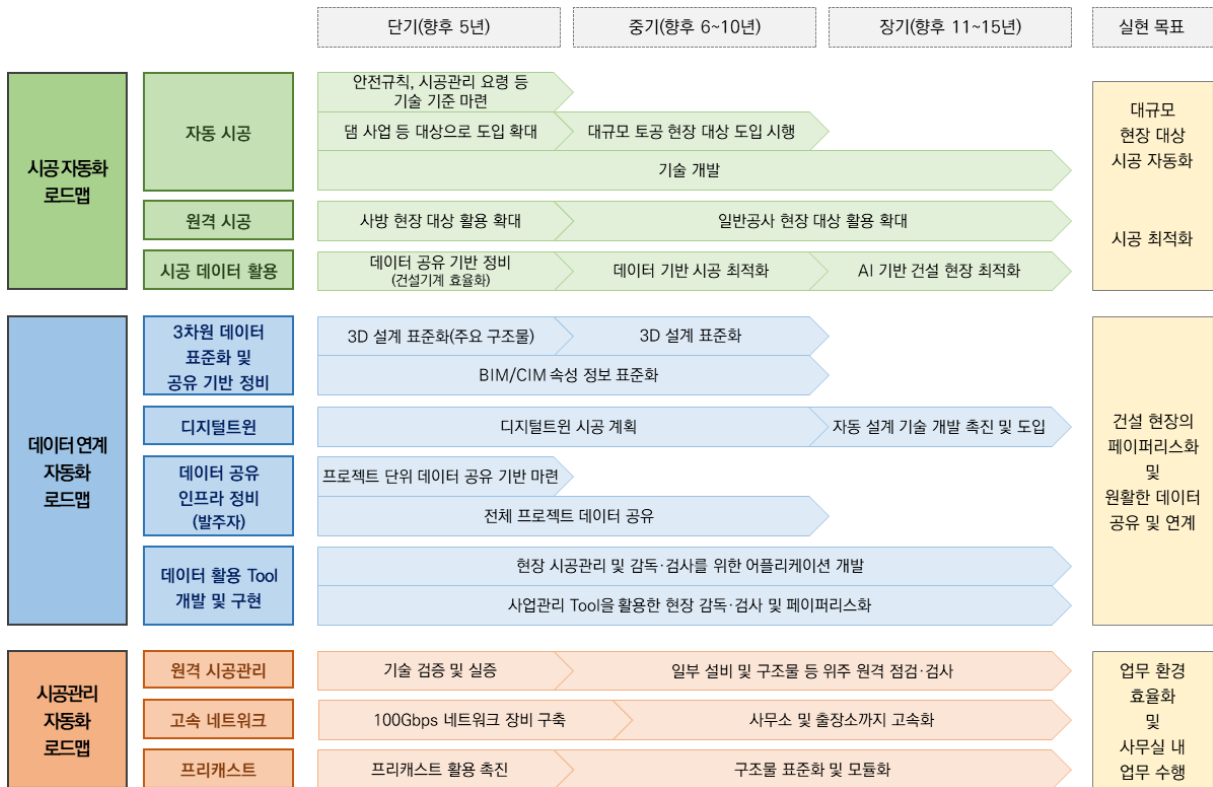 단기(향후 5년)
중기(향후 6~10년)
장기(향후 11~15년)
실현 목표
시공 자동화
로드맵
자동 시공
안전규칙, 시공관리 요령 등
기술 기준 마련
댐 사업 등 대상으로 도입 확대
대규모 토공 현장 대상 도입 시행
기술 개발
원격 시공
사방 현장 대상 활용 확대
일반공사 현장 대상 활용 확대
시공 데이터 활용
데이터 공유 기반 정비
(건설기계 효율화)
데이터 기반 시공 최적화
AI 기반 건설 현장 최적화
대규모
현장 대상
시공 자동화
시공 최적화
데이터 연계
자동화
로드맵
3차원 데이터
표준화 및
공유 기반 정비
3D 설계 표준화(주요 구조물)
3D 설계 표준화
BIM/CIM 속성 정보 표준화
디지털트윈
디지털트윈 시공 계획
자동 설계 기술 개발 촉진 및 도입
데이터 공유
인프라 정비
(발주자)
프로젝트 단위 데이터 공유 기반 마련
전체 프로젝트 데이터 공유
데이터 활용 Tool
개발 및 구현
현장 시공관리 및 감독·검사를 위한 어플리케이션 개발
사업관리 Tool을 활용한 현장 감독·검사 및 페이퍼리스화
건설 현장의
페이퍼리스화
및
원활한 데이터
공유 및 연계
시공관리
자동화
로드맵
원격 시공관리
기술 검증 및 실증
일부 설비 및 구조물 등 위주 원격 점검·검사
고속 네트워크
100Gbps 네트워크 장비 구축
사무소 및 출장소까지 고속화
프리캐스트
프리캐스트 활용 촉진
구조물 표준화 및 모듈화
업무 환경
효율화
및
사무실 내
업무 수행